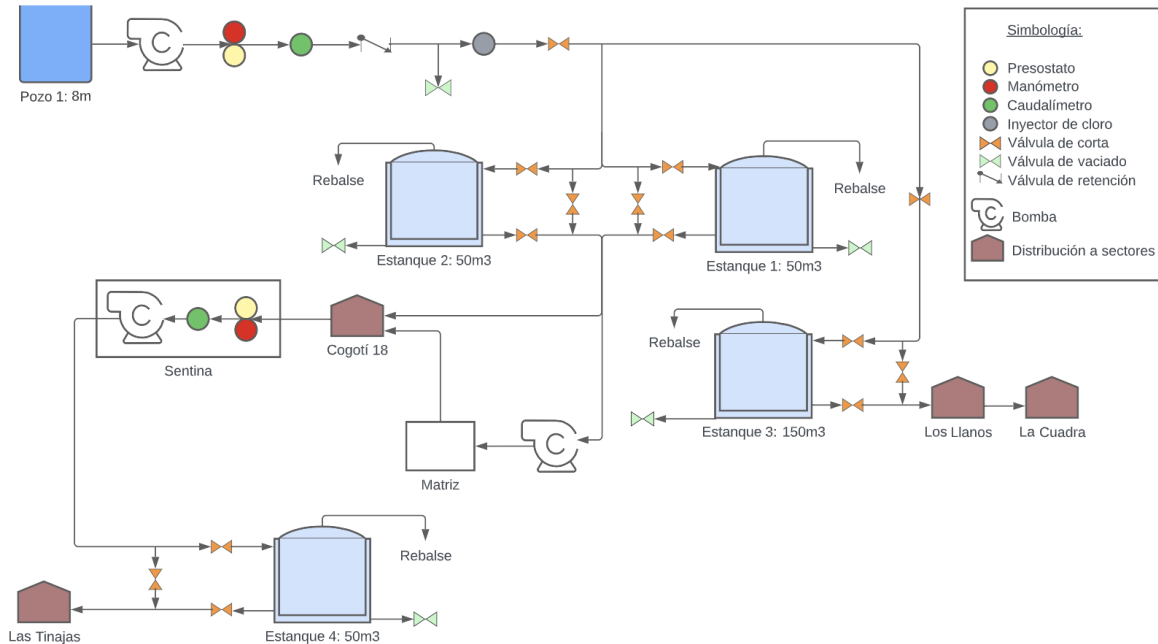 Simbología:
Presostato
Manómetro
Caudalímetro
Inyector de cloro
Válvula de corta
Válvula de vaciado
Válvula de retención
C
Bomba
Distribución a sectores
C
Pozo 1: 8m
Rebalse
Rebalse
Estanque 2: 50m3
Estanque 1: 50m3
C
Sentina
Cogotí 18
Rebalse
Estanque 3: 150m3
Los Llanos
La Cuadra
C
Matriz
Rebalse
Las Tinajas
Estanque 4: 50m3